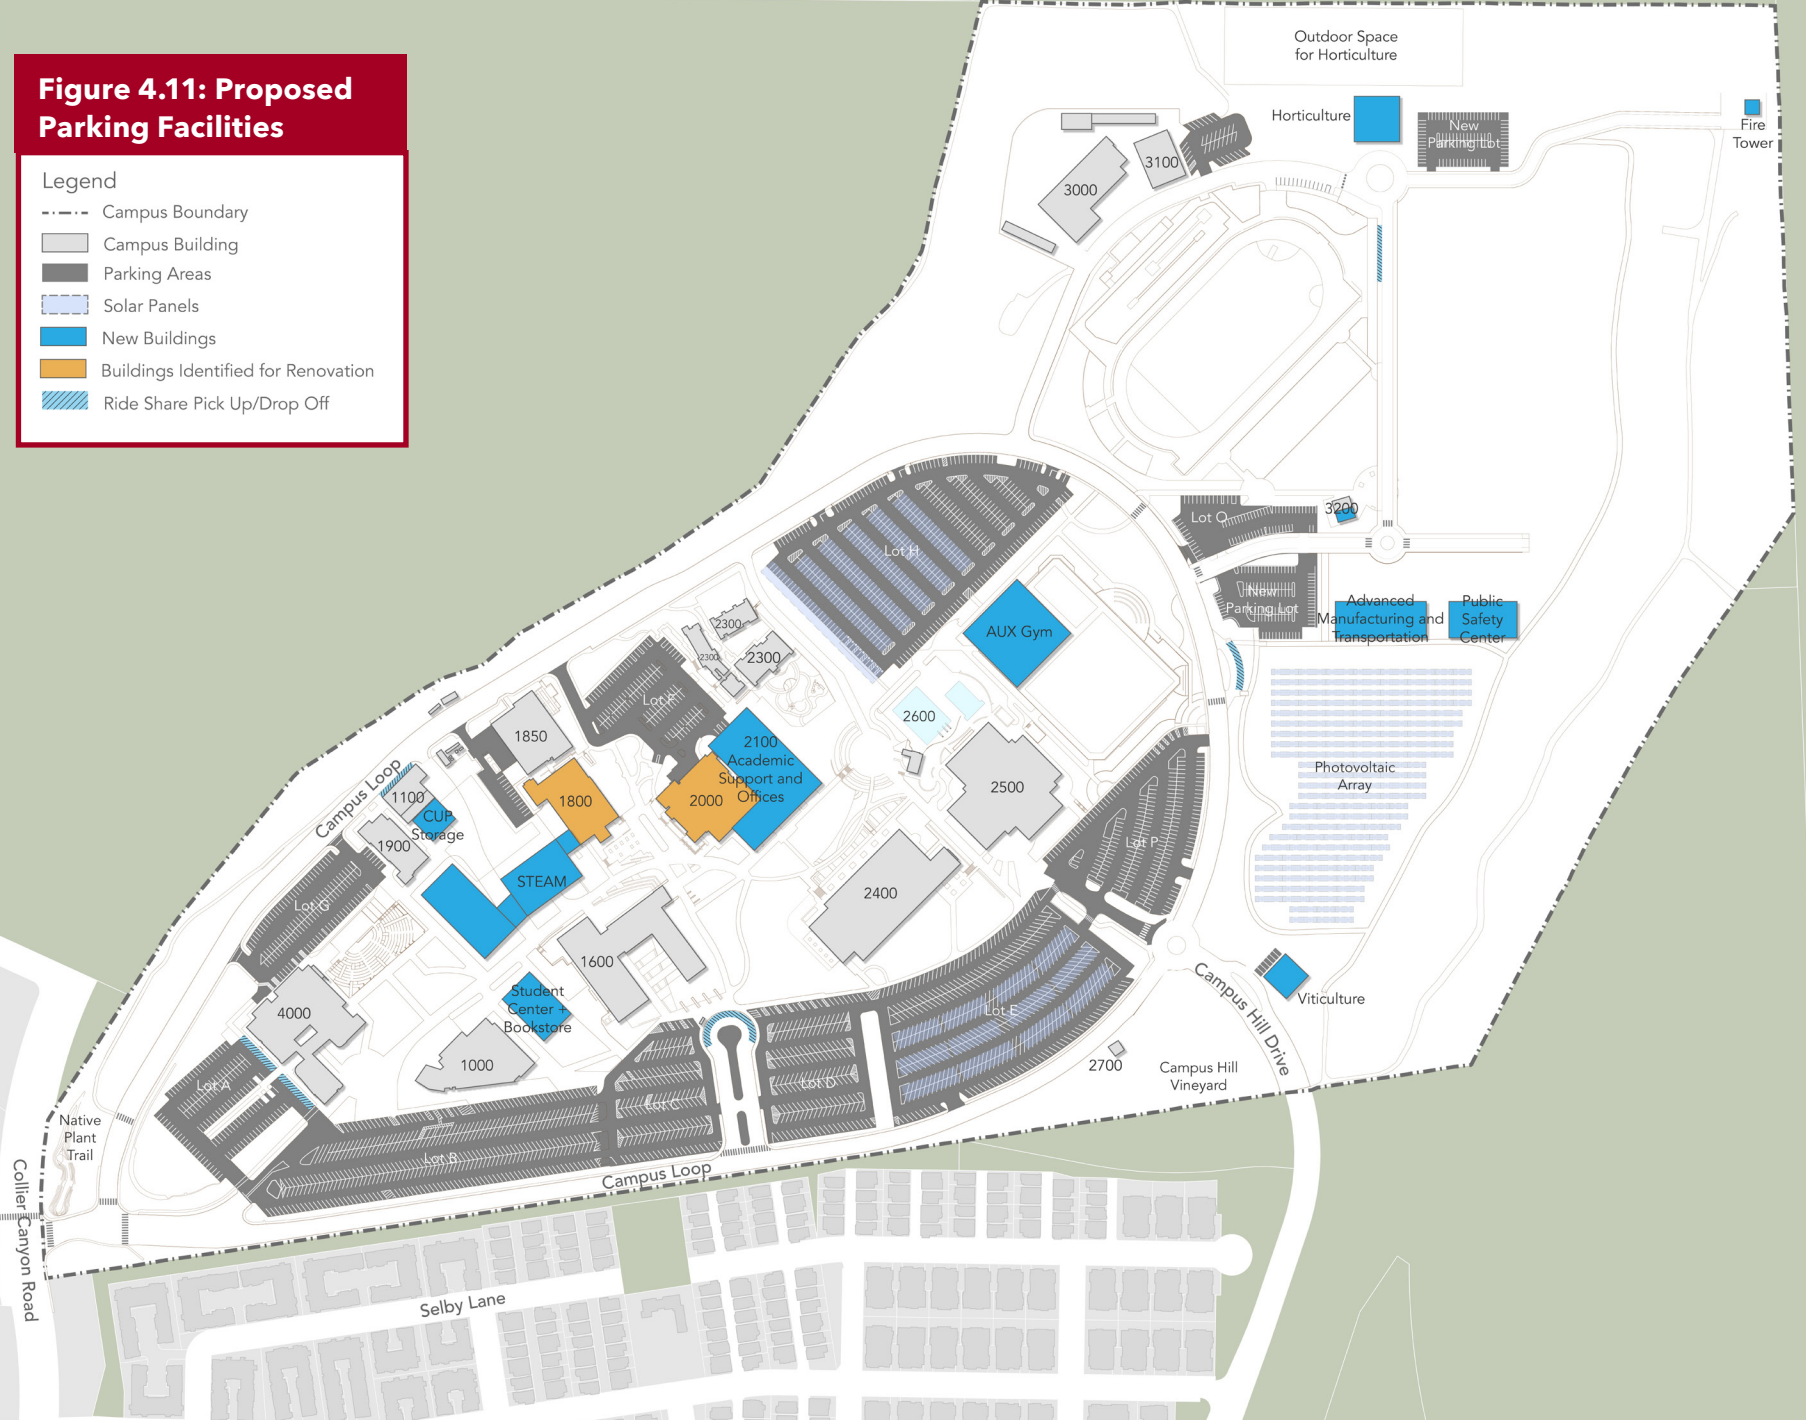 Figure 4.11: Proposed
Parking Facilities
Legend
Campus Boundary
Campus Building
Parking Areas
Solar Panels
New Buildings
Buildings Identified for Renovation
Ride Share Pick Up/Drop Off
Outdoor Space
for Horticulture
Horticulture
New
Parking Lot
Fire
Tower
3100
3000
Lot O
3200
Lot H
New
Parking Lot
Advanced
Manufacturing and
Transportation
Public
Safety
Center
AUX Gym
2300
2300
2300
Lot F
2600
1850
2100
Academic
Support and
Offices
2500
Photovoltaic
Array
Campus Loop
1100
CUP
Storage
1800
2000
1900
Lot P
STEAM
2400
Lot G
1600
Student
Center +
Bookstore
4000
Viticulture
Lot E
Campus Hill Drive
1000
2700
Campus Hill
Vineyard
Lot A
Lot D
Lot C
Native
Plant
Trail
Lot B
Campus Loop
Collier Canyon Road
Selby Lane